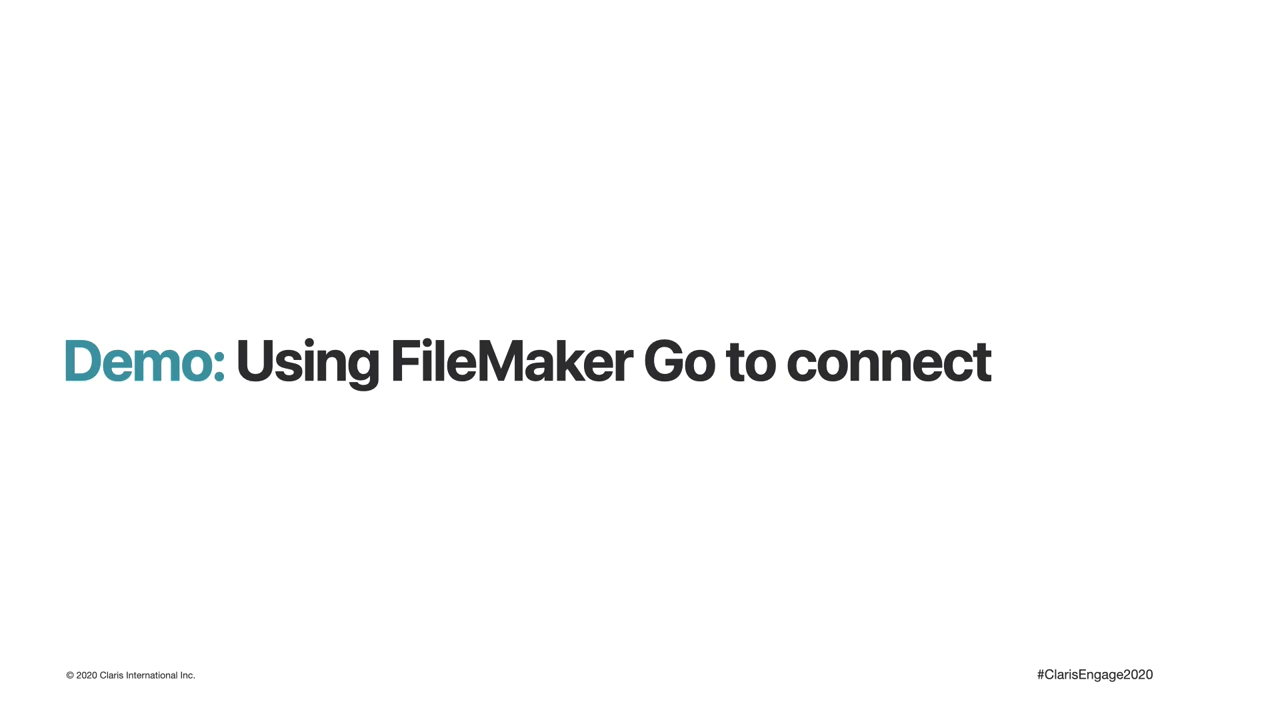 Demo: Using FileMaker Go to connect
© 2020 Claris International Inc.
#ClarisEngage2020